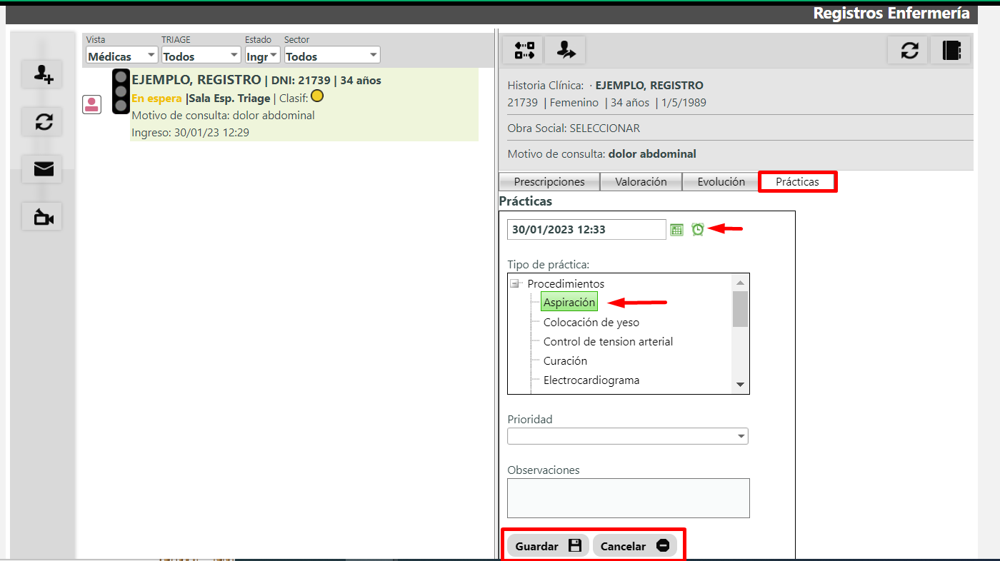 Registros Enfermería
Vista TRIAGE Estado Sector
Médicas Todos Ingr Todos
EJEMPLO, REGISTRO | DNI: 21739 | 34 años
En espera |Sala Esp. Triage | Clasif:
Motivo de consulta: dolor abdominal
Ingreso: 30/01/23 12:29
Historia Clínica: · EJEMPLO, REGISTRO
21739 | Femenino | 34 años | 1/5/1989
Obra Social: SELECCIONAR
Motivo de consulta: dolor abdominal
Prescripciones Valoración Evolución Prácticas
Prácticas
30/01/2023 12:33
Tipo de práctica:
Procedimientos
Aspiración
Colocación de yeso
Control de tension arterial
Curación
Electrocardiograma
Prioridad
Observaciones
Guardar Cancelar